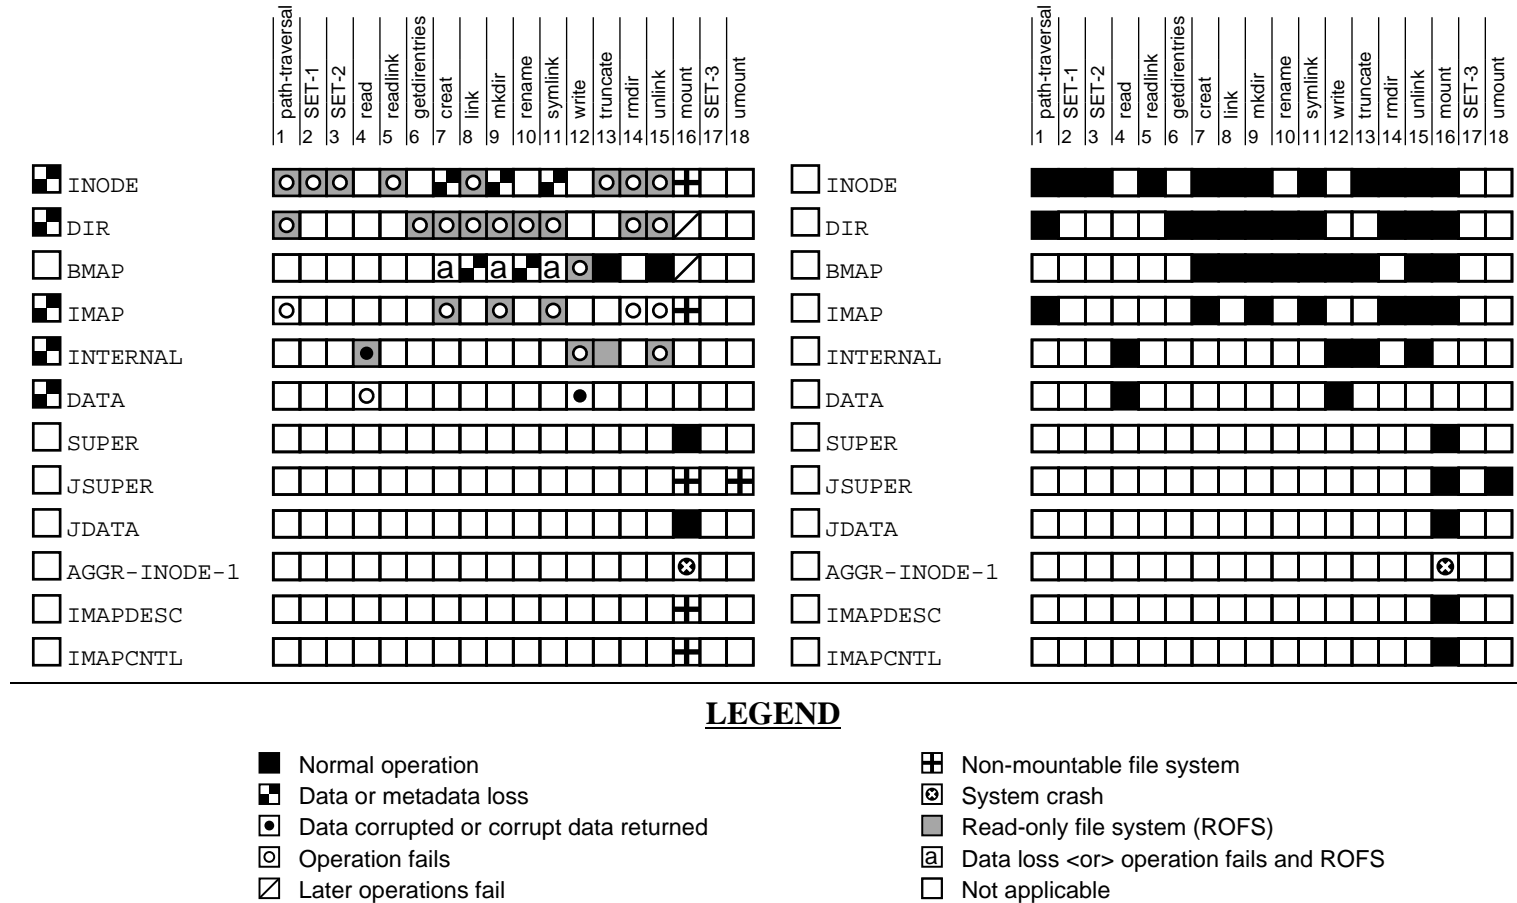 path-traversal SET-1 SET-2 read readlink getdirentries creat link mkdir rename symlink write truncate rmdir unlink mount SET-3 umount
1 2 3 4 5 6 7 8 9 10 11 12 13 14 15 16 17 18
path-traversal SET-1 SET-2 read readlink getdirentries creat link mkdir rename symlink write truncate rmdir unlink mount SET-3 umount
1 2 3 4 5 6 7 8 9 10 11 12 13 14 15 16 17 18
INODE INODE
DIR DIR
BMAP a a a BMAP
IMAP IMAP
INTERNAL INTERNAL
DATA DATA
SUPER SUPER
JSUPER JSUPER
JDATA JDATA
AGGR-INODE-1 AGGR-INODE-1
IMAPDESC IMAPDESC
IMAPCNTL IMAPCNTL
LEGEND
Normal operation
Data or metadata loss
Data corrupted or corrupt data returned
Operation fails
Later operations fail
Non-mountable file system
System crash
Read-only file system (ROFS)
a Data loss <or> operation fails and ROFS
Not applicable